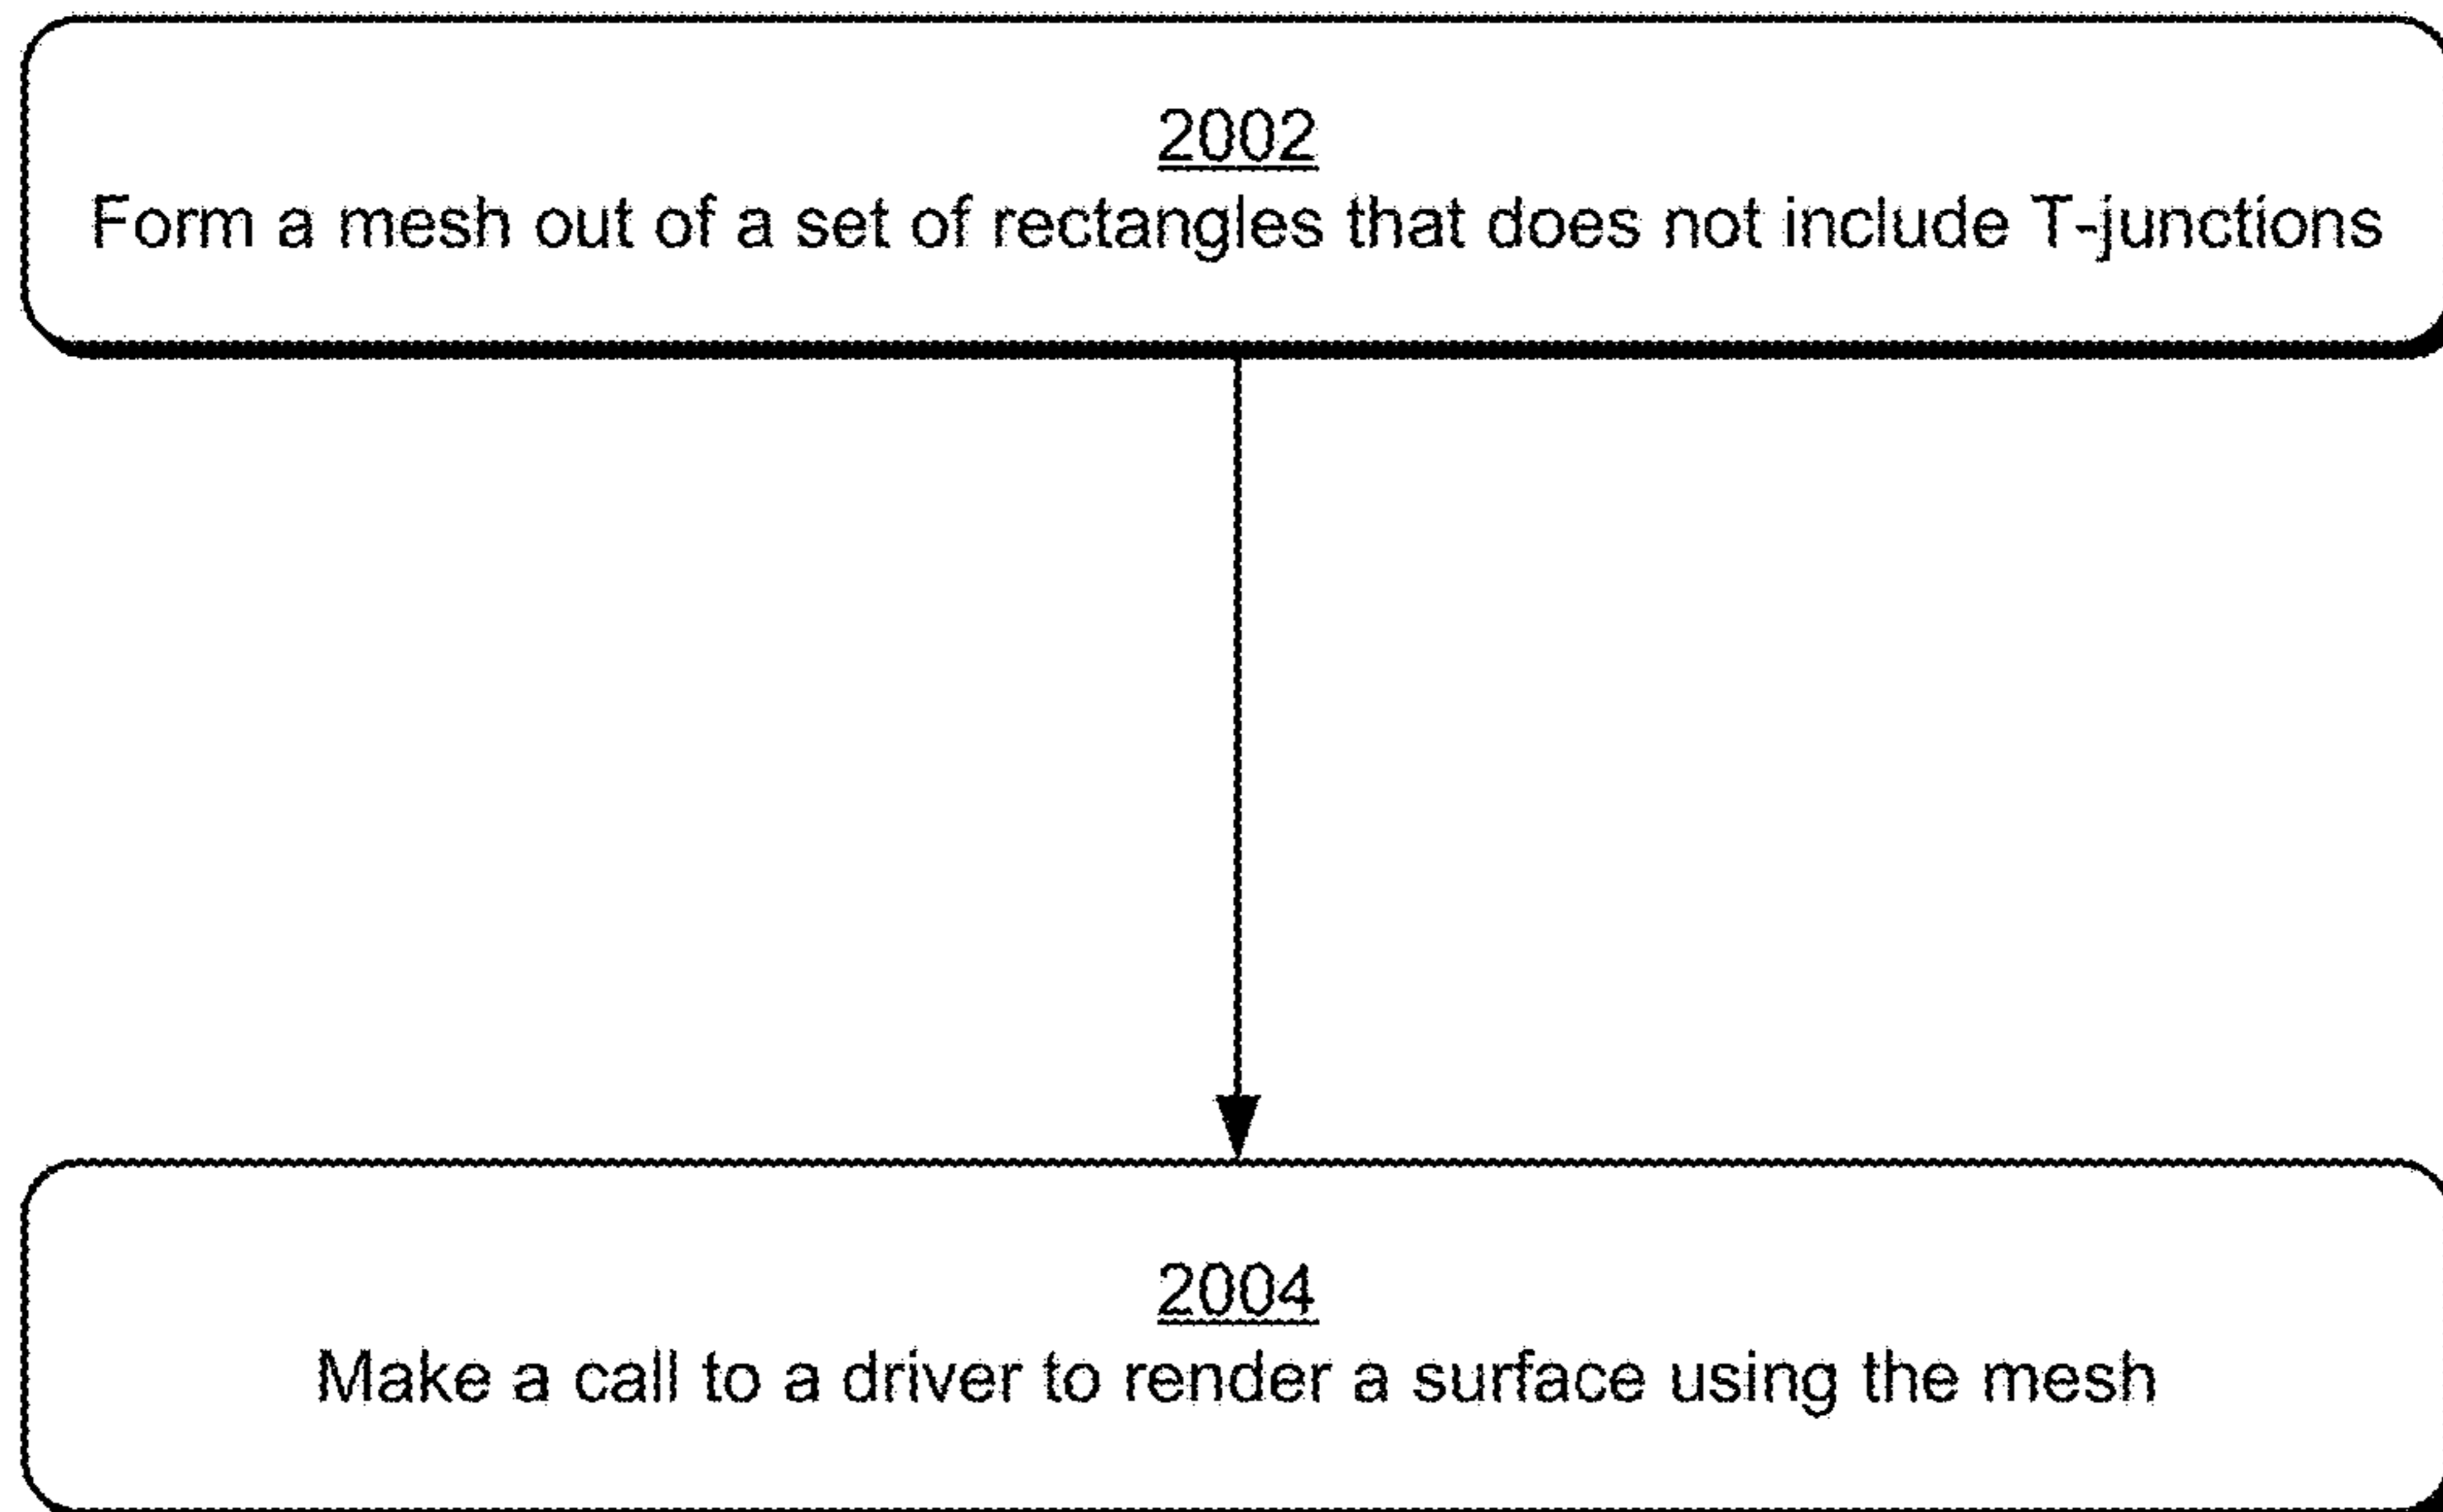 2002
Form a mesh out of a set of rectangles that does not include T-junctions
2004
Make a call to a driver to render a surface using the mesh